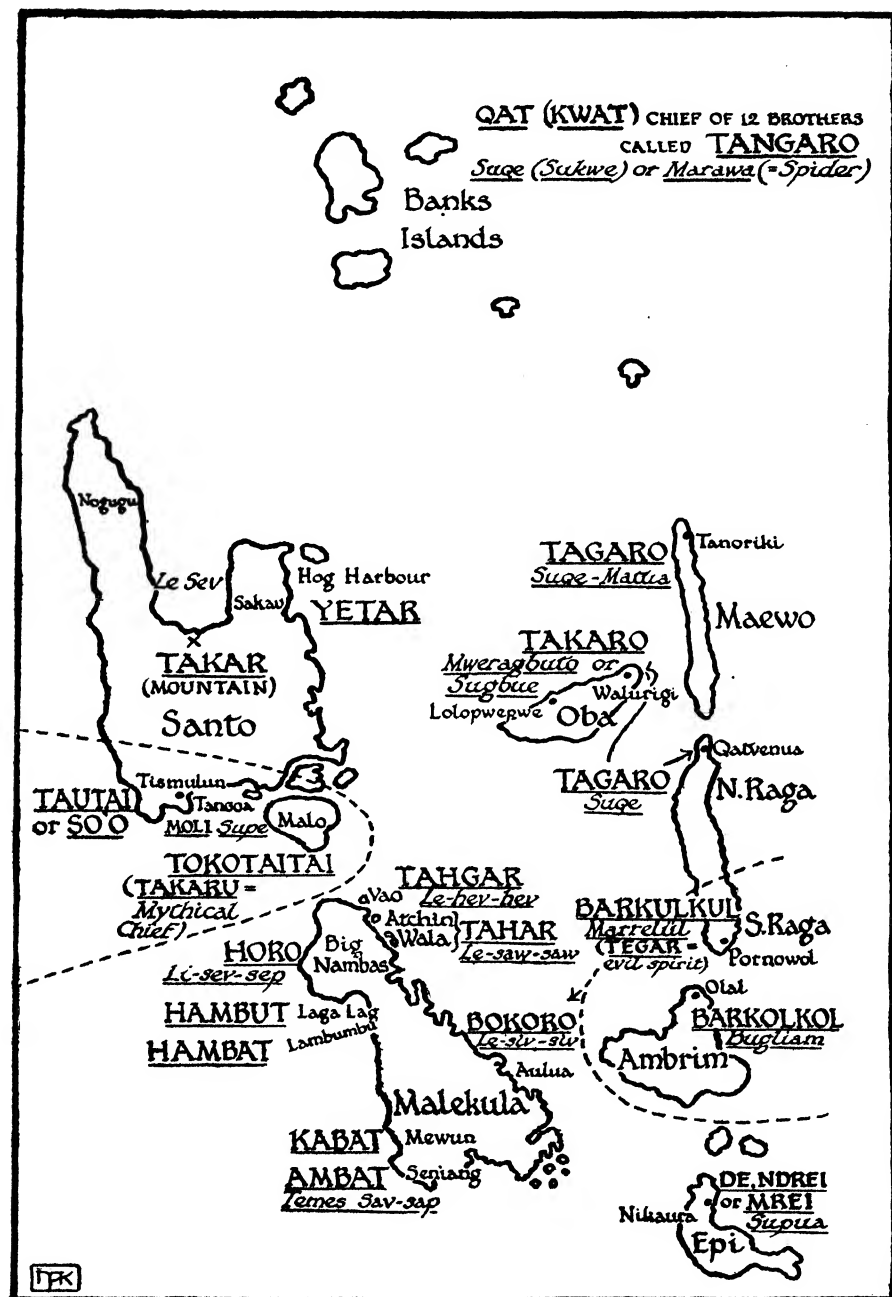 QAT (KWAT) CHIEF OF 12 BROTHERS
CALLED TANGARO
Suqe (Sukwe) or Marawa (=Spider)
Banks
Islands
Nogugu
Le Sev
Sakau
Hog Harbour
YETAR
TAKAR
(MOUNTAIN)
Santo
TAGARO
Suqe-Matua
Tanoriki
Maewo
TAKARO
Mweragbuto or
Sugbue
Walurigi
Lolopwepwe
Oba
TAGARO
Suqe
Qatvenua
N. Raga
Tismulun
Tangoa
TAUTAI
or SO O
MOLI Supe
Malo
TOKOTAITAI
(TAKARU =
Mythical
Chief)
Vao
TAHGAR
Le-hev-hev
Atchin
Wala
TAHAR
Le-saw-saw
Big
Nambas
HORO
Li-sev-sep
BARKULKUL
Marrelul
(TEGAR =
evil spirit)
S. Raga
Pornowol
HAMBUT
Laga Lag
HAMBAT
Lambumbu
BOKORO
Le-siv-siv
Aulua
Olal
BARKOLKOL
Bugliam
Ambrim
Malekula
KABAT
Mewun
AMBAT
Seniang
Temes Sav-sap
DE, NDREI
or MREI
Supua
Nikaura
Epi